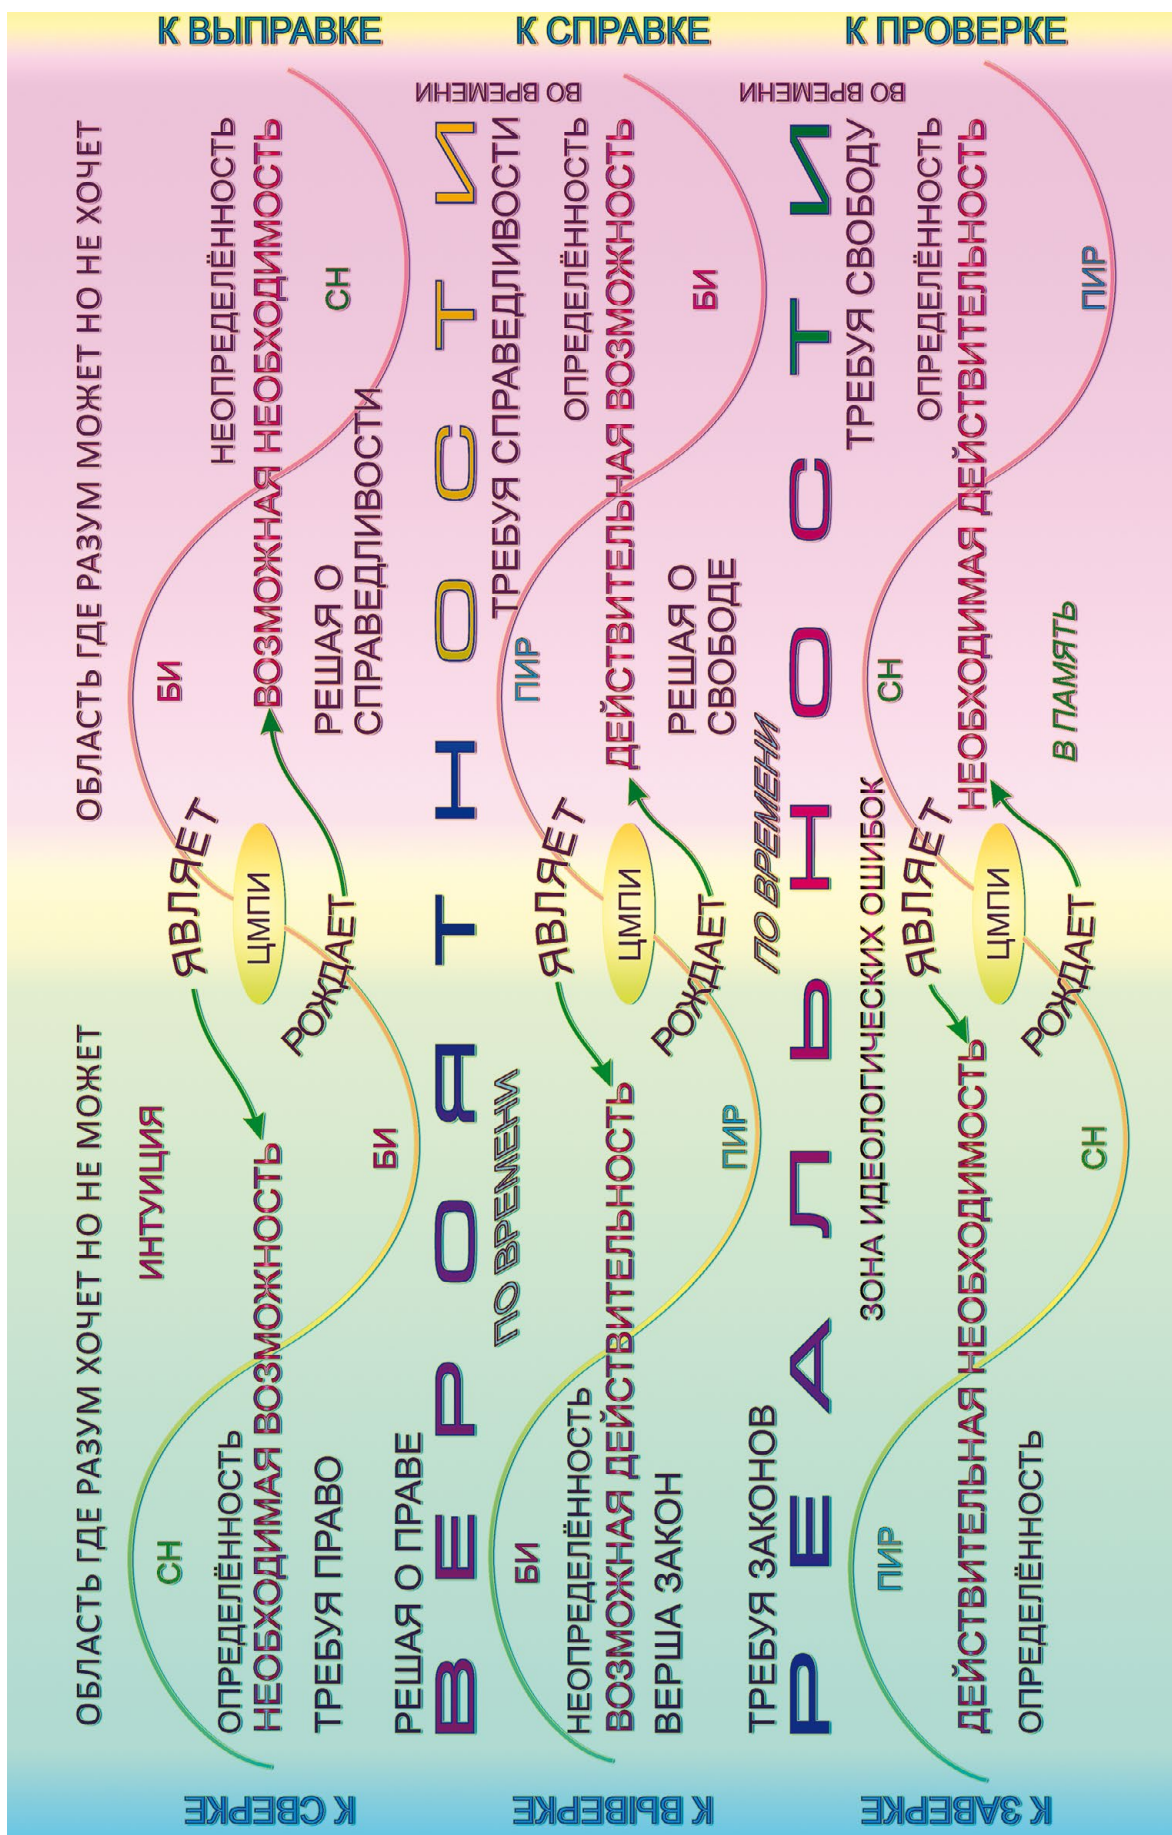 К ВЫПРАВКЕ
К СПРАВКЕ
К ПРОВЕРКЕ
ОБЛАСТЬ ГДЕ РАЗУМ ХОЧЕТ НО НЕ МОЖЕТ
ОБЛАСТЬ ГДЕ РАЗУМ МОЖЕТ НО НЕ ХОЧЕТ
ИНТУИЦИЯ
СН
БИ
ЯВЛЯЕТ
ОПРЕДЕЛЁННОСТЬ
НЕОПРЕДЕЛЁННОСТЬ
НЕОБХОДИМАЯ ВОЗМОЖНОСТЬ
ЦМПИ
ВОЗМОЖНАЯ НЕОБХОДИМОСТЬ
ТРЕБУЯ ПРАВО
РОЖДАЕТ
РЕШАЯ О
СПРАВЕДЛИВОСТИ
СН
БИ
РЕШАЯ О ПРАВЕ
ВО ВРЕМЕНИ
ВЕРОЯТНОСТИ
ПО ВРЕМЕНИ
ТРЕБУЯ СПРАВЕДЛИВОСТИ
БИ
ПИР
ЯВЛЯЕТ
НЕОПРЕДЕЛЁННОСТЬ
ОПРЕДЕЛЁННОСТЬ
ВОЗМОЖНАЯ ДЕЙСТВИТЕЛЬНОСТЬ
ЦМПИ
ДЕЙСТВИТЕЛЬНАЯ ВОЗМОЖНОСТЬ
ВЕРША ЗАКОН
РОЖДАЕТ
РЕШАЯ О
СВОБОДЕ
ПИР
БИ
ТРЕБУЯ ЗАКОНОВ
ПО ВРЕМЕНИ
ВО ВРЕМЕНИ
РЕАЛЬНОСТИ
ЗОНА ИДЕОЛОГИЧЕСКИХ ОШИБОК
ТРЕБУЯ СВОБОДУ
ПИР
СН
ЯВЛЯЕТ
ОПРЕДЕЛЁННОСТЬ
ДЕЙСТВИТЕЛЬНАЯ НЕОБХОДИМОСТЬ
ЦМПИ
НЕОБХОДИМАЯ ДЕЙСТВИТЕЛЬНОСТЬ
ОПРЕДЕЛЁННОСТЬ
РОЖДАЕТ
В ПАМЯТЬ
СН
ПИР
К СВЕРКЕ
К ВЫВЕРКЕ
К ЗАВЕРКЕ